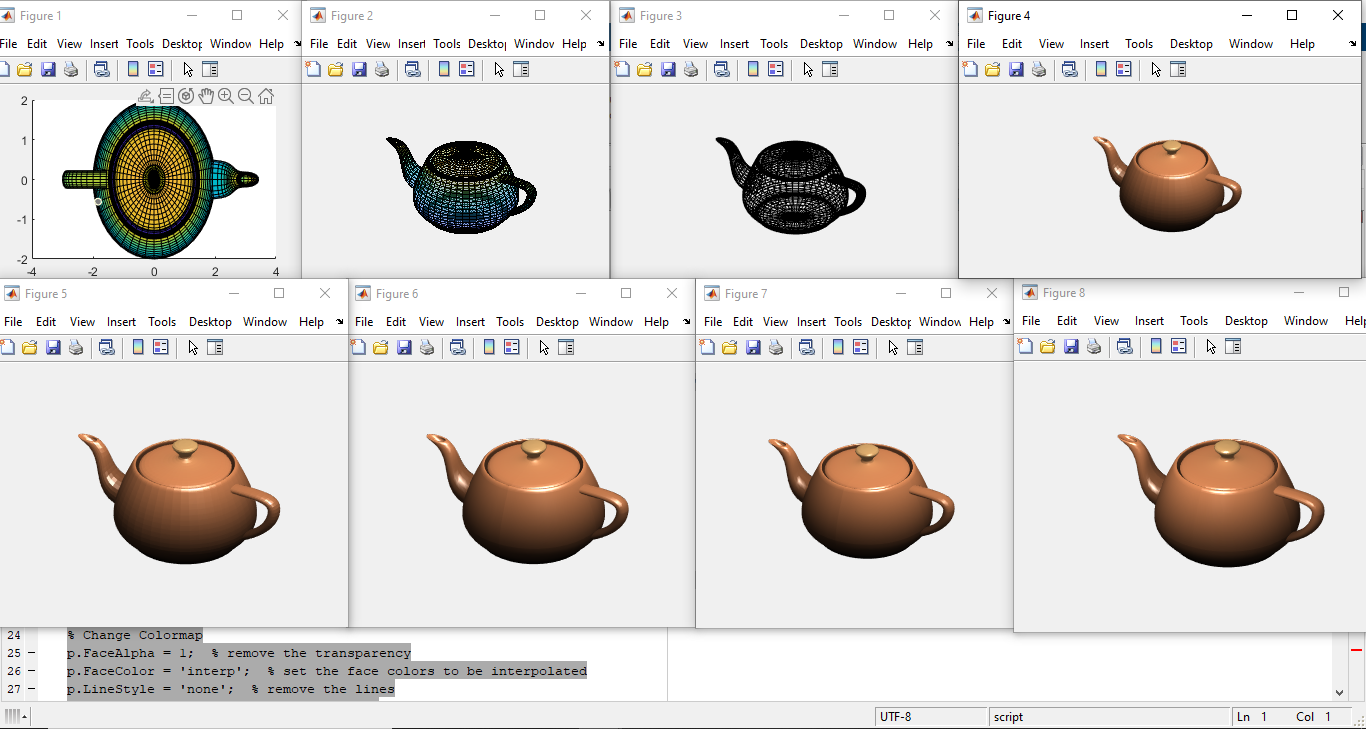 Figure 1
File Edit View Insert Tools Desktop Window Help
2
1
0
-1
-2
-4 -2 0 2 4
Figure 2
File Edit View Insert Tools Desktop Window Help
Figure 3
File Edit View Insert Tools Desktop Window Help
Figure 4
File Edit View Insert Tools Desktop Window Help
Figure 5
File Edit View Insert Tools Desktop Window Help
Figure 6
File Edit View Insert Tools Desktop Window Help
Figure 7
File Edit View Insert Tools Desktop Window Help
Figure 8
File Edit View Insert Tools Desktop Window Help
24 % Change Colormap
25 – p.FaceAlpha = 1;  % remove the transparency
26 – p.FaceColor = 'interp';  % set the face colors to be interpolated
27 – p.LineStyle = 'none';  % remove the lines
UTF-8 script Ln 1 Col 1